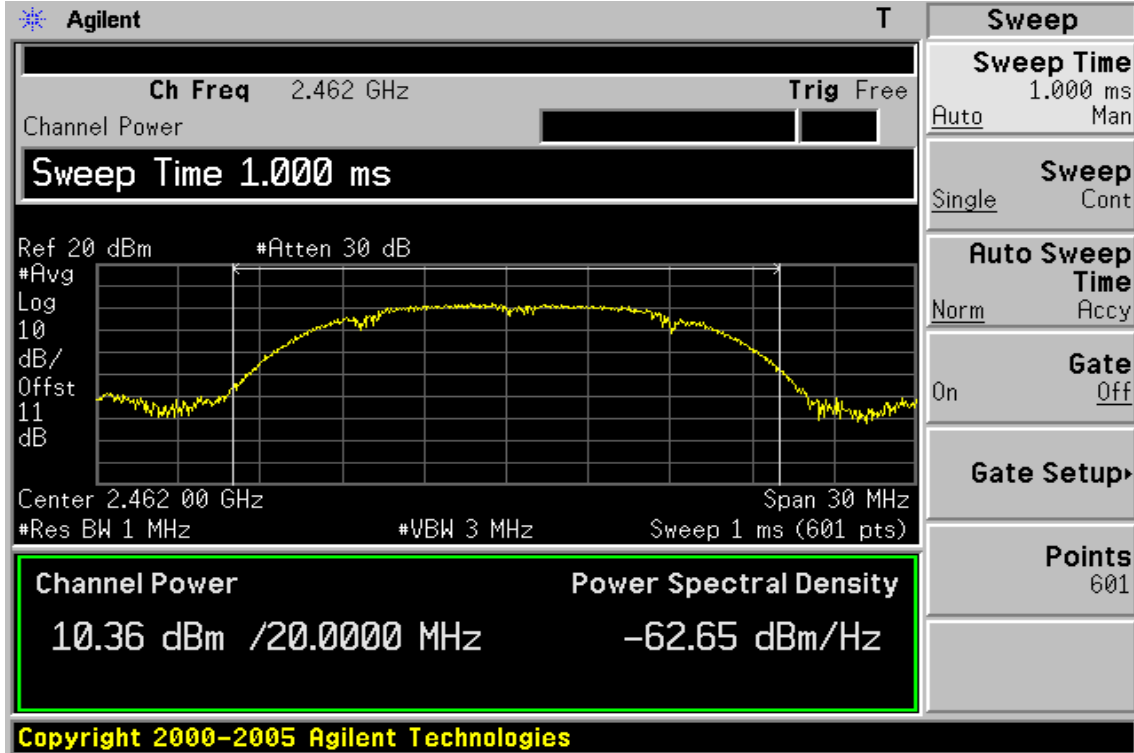 Agilent T
Ch Freq 2.462 GHz Trig Free
Channel Power
Sweep Time 1.000 ms
Ref 20 dBm #Atten 30 dB
#Avg
Log
10
dB/
Offst
11
dB
Center 2.462 00 GHz Span 30 MHz
#Res BW 1 MHz #VBW 3 MHz Sweep 1 ms (601 pts)
Channel Power Power Spectral Density
10.36 dBm /20.0000 MHz -62.65 dBm/Hz
Copyright 2000-2005 Agilent Technologies
Sweep
Sweep Time
1.000 ms
Auto Man
Sweep
Single Cont
Auto Sweep
Time
Norm Accy
Gate
On Off
Gate Setup
Points
601